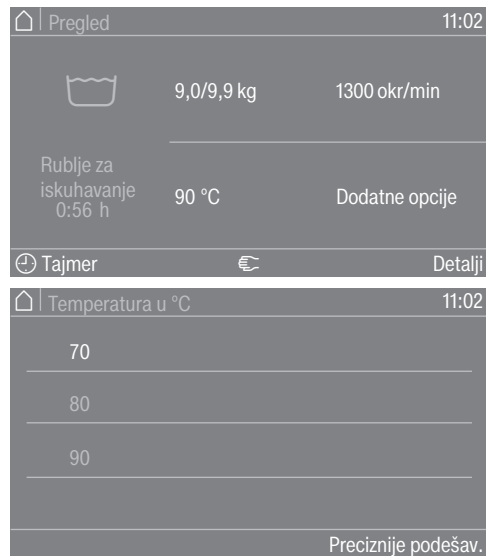 Pregled 11:02
9,0/9,9 kg 1300 okr/min
Rublje za
iskuhavanje
0:56 h
90 °C Dodatne opcije
Tajmer Detalji
Temperatura u °C 11:02
70
80
90
Preciznije podešav.